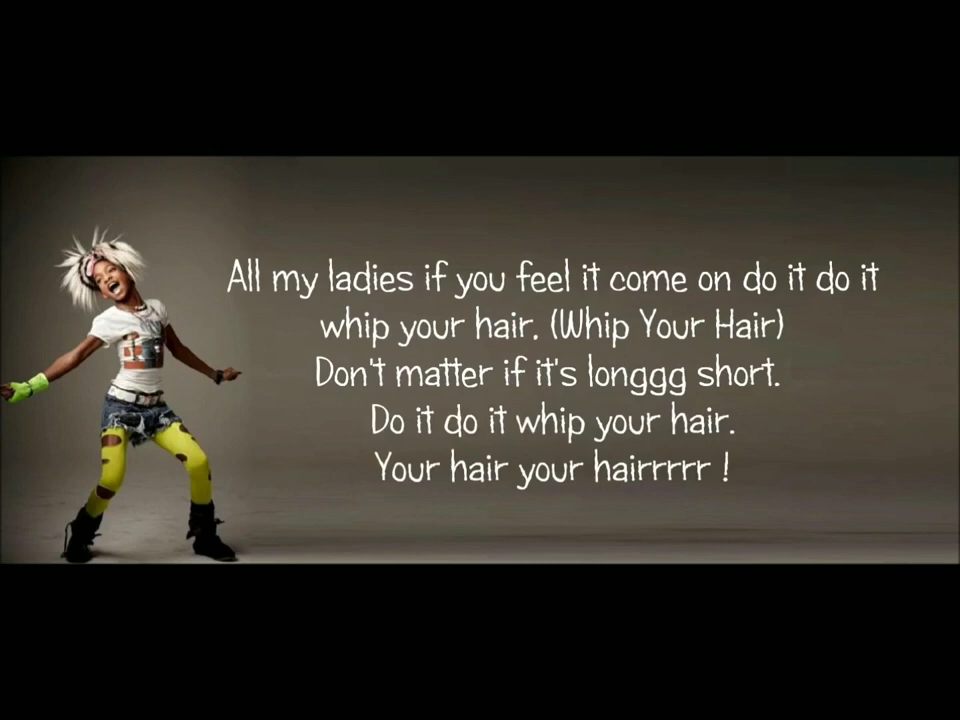 All my ladies if you feel it come on do it do it
whip your hair. (Whip Your Hair)
Don't matter if it's longgg short.
Do it do it whip your hair.
Your hair your hairrrrr !